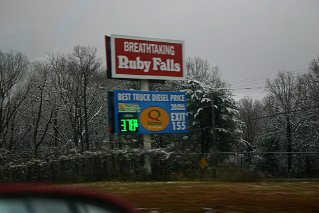 BREATHTAKING
Ruby Falls
BEST TRUCK DIESEL PRICE
Q
EXIT
155